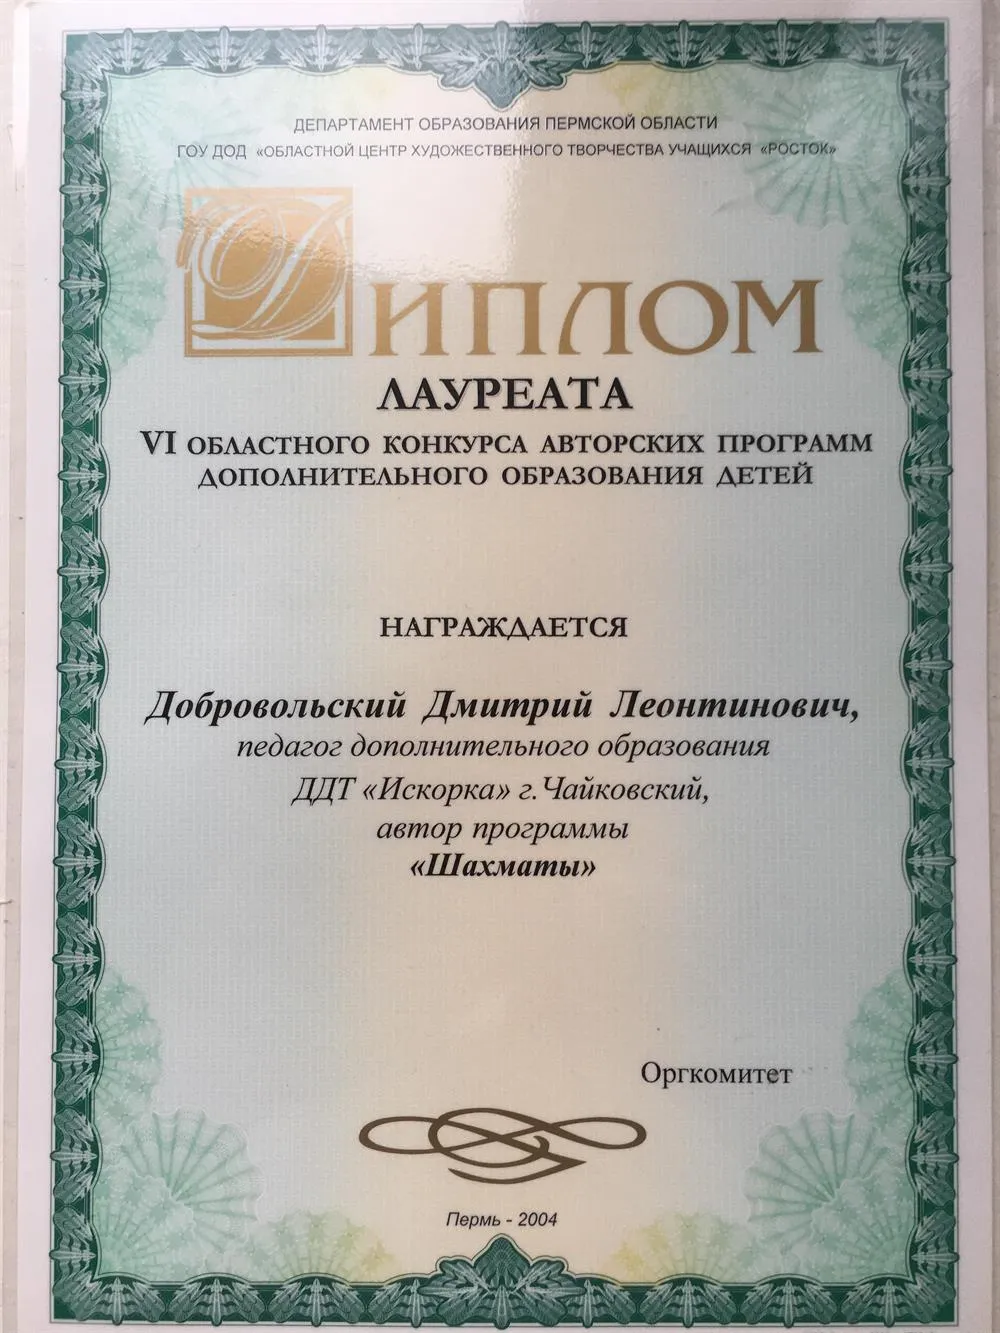 ДЕПАРТАМЕНТ ОБРАЗОВАНИЯ ПЕРМСКОЙ ОБЛАСТИ
ГОУ ДОД «ОБЛАСТНОЙ ЦЕНТР ХУДОЖЕСТВЕННОГО ТВОРЧЕСТВА УЧАЩИХСЯ «РОСТОК»
ДИПЛОМ
ЛАУРЕАТА
VI ОБЛАСТНОГО КОНКУРСА АВТОРСКИХ ПРОГРАММ
ДОПОЛНИТЕЛЬНОГО ОБРАЗОВАНИЯ ДЕТЕЙ
НАГРАЖДАЕТСЯ
Добровольский Дмитрий Леонтинович,
педагог дополнительного образования
ДДТ «Искорка» г.Чайковский,
автор программы
«Шахматы»
Оргкомитет
Пермь - 2004